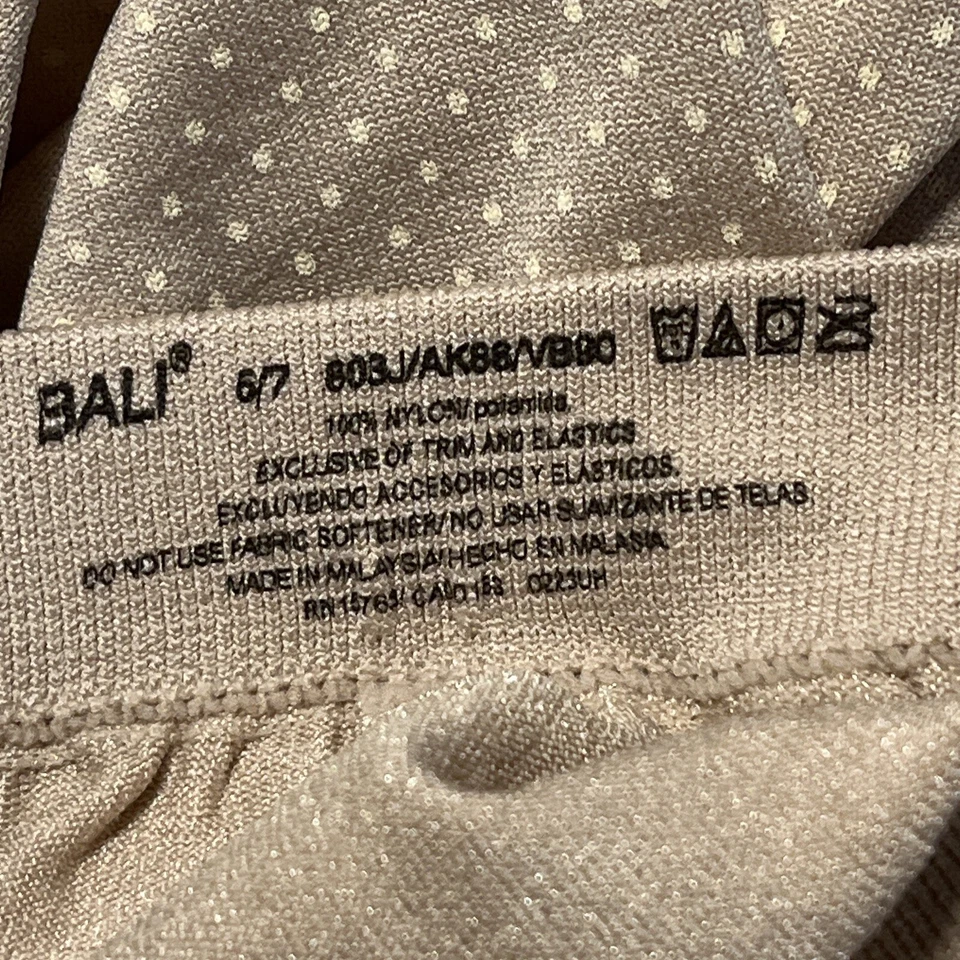 BALI® 6/7 803J/AK88/VB90
100% NYLON/poliamida.
EXCLUSIVE OF TRIM AND ELASTICS
EXCLUYENDO ACCESORIOS Y ELÁSTICOS.
DO NOT USE FABRIC SOFTENER/NO USAR SUAVIZANTE DE TELAS
MADE IN MALAYSIA/HECHO EN MALASIA